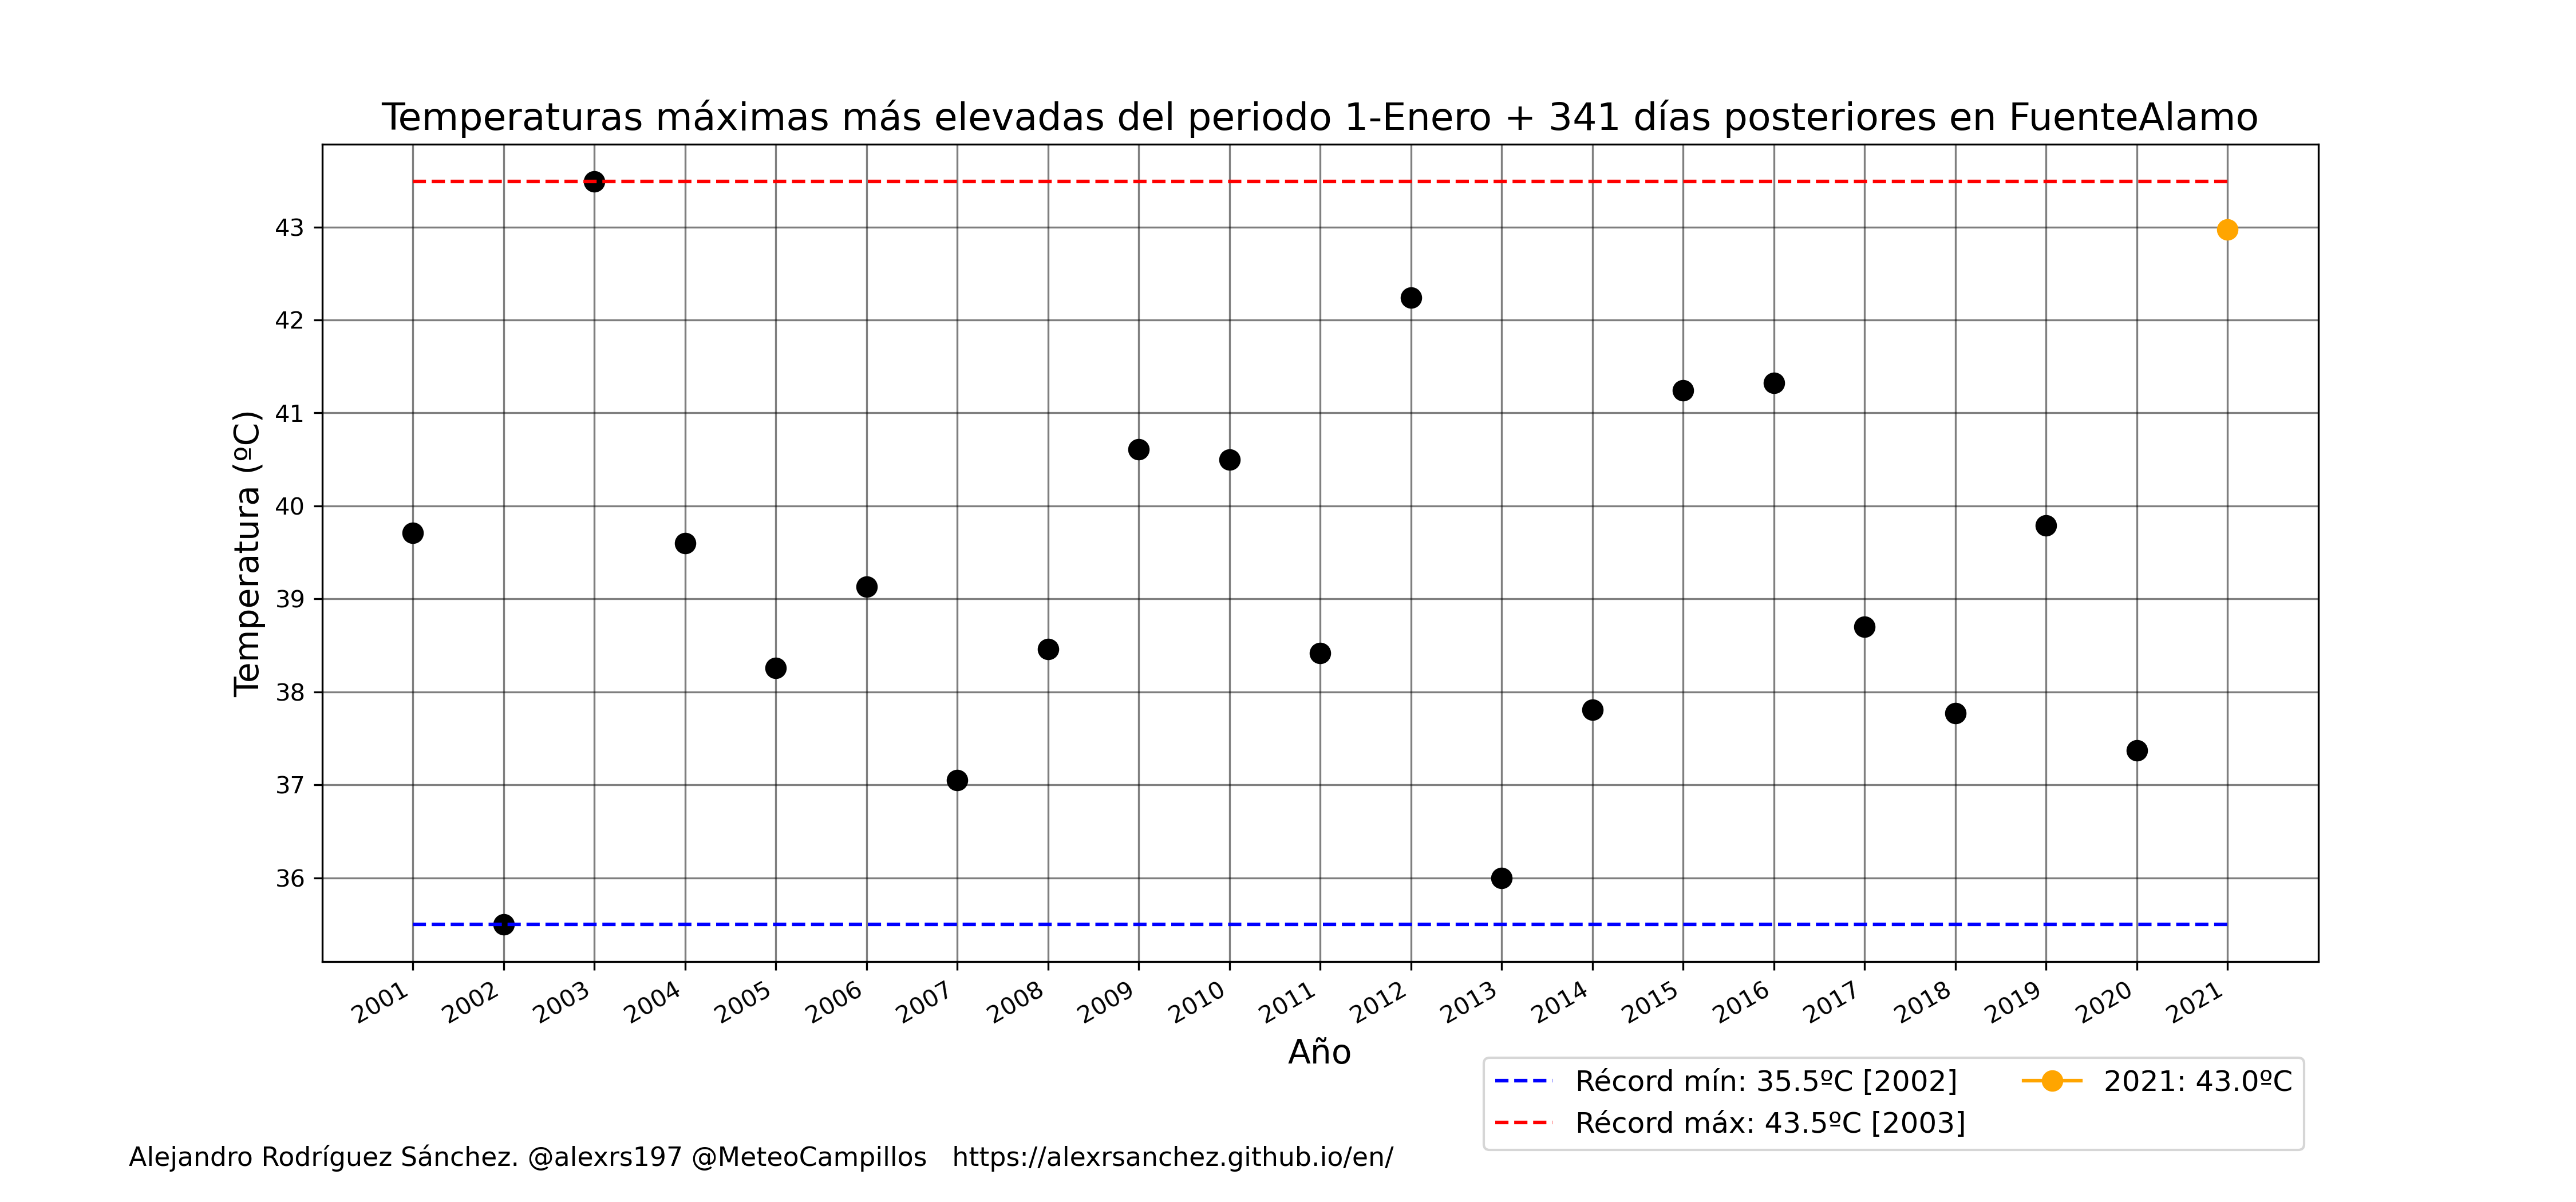 Temperaturas máximas más elevadas del periodo 1-Enero + 341 días posteriores en FuenteAlamo
Temperatura (ºC)
43
42
41
40
39
38
37
36
2001 2002 2003 2004 2005 2006 2007 2008 2009 2010 2011 2012 2013 2014 2015 2016 2017 2018 2019 2020 2021
Año
Récord mín: 35.5ºC [2002]
Récord máx: 43.5ºC [2003]
2021: 43.0ºC
Alejandro Rodríguez Sánchez. @alexrs197 @MeteoCampillos https://alexrsanchez.github.io/en/